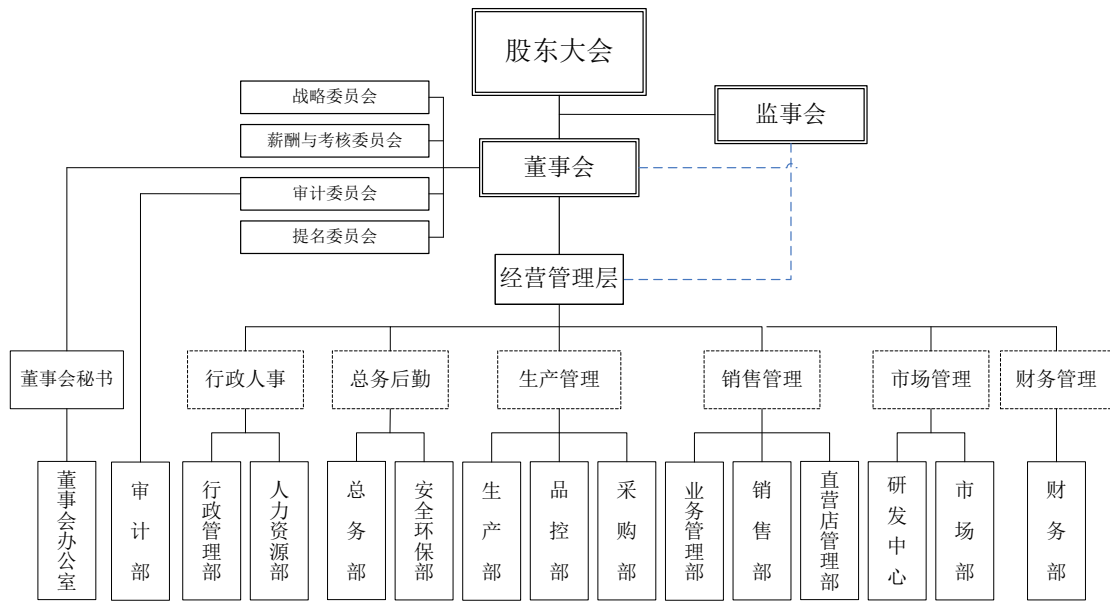 股东大会
战略委员会
监事会
薪酬与考核委员会
董事会
审计委员会
提名委员会
经营管理层
董事会秘书
行政人事
总务后勤
生产管理
销售管理
市场管理
财务管理
董事会办公室
审计部
行政管理部
人力资源部
总务部
安全环保部
生产部
品控部
采购部
业务管理部
销售部
直营店管理部
研发中心
市场部
财务部